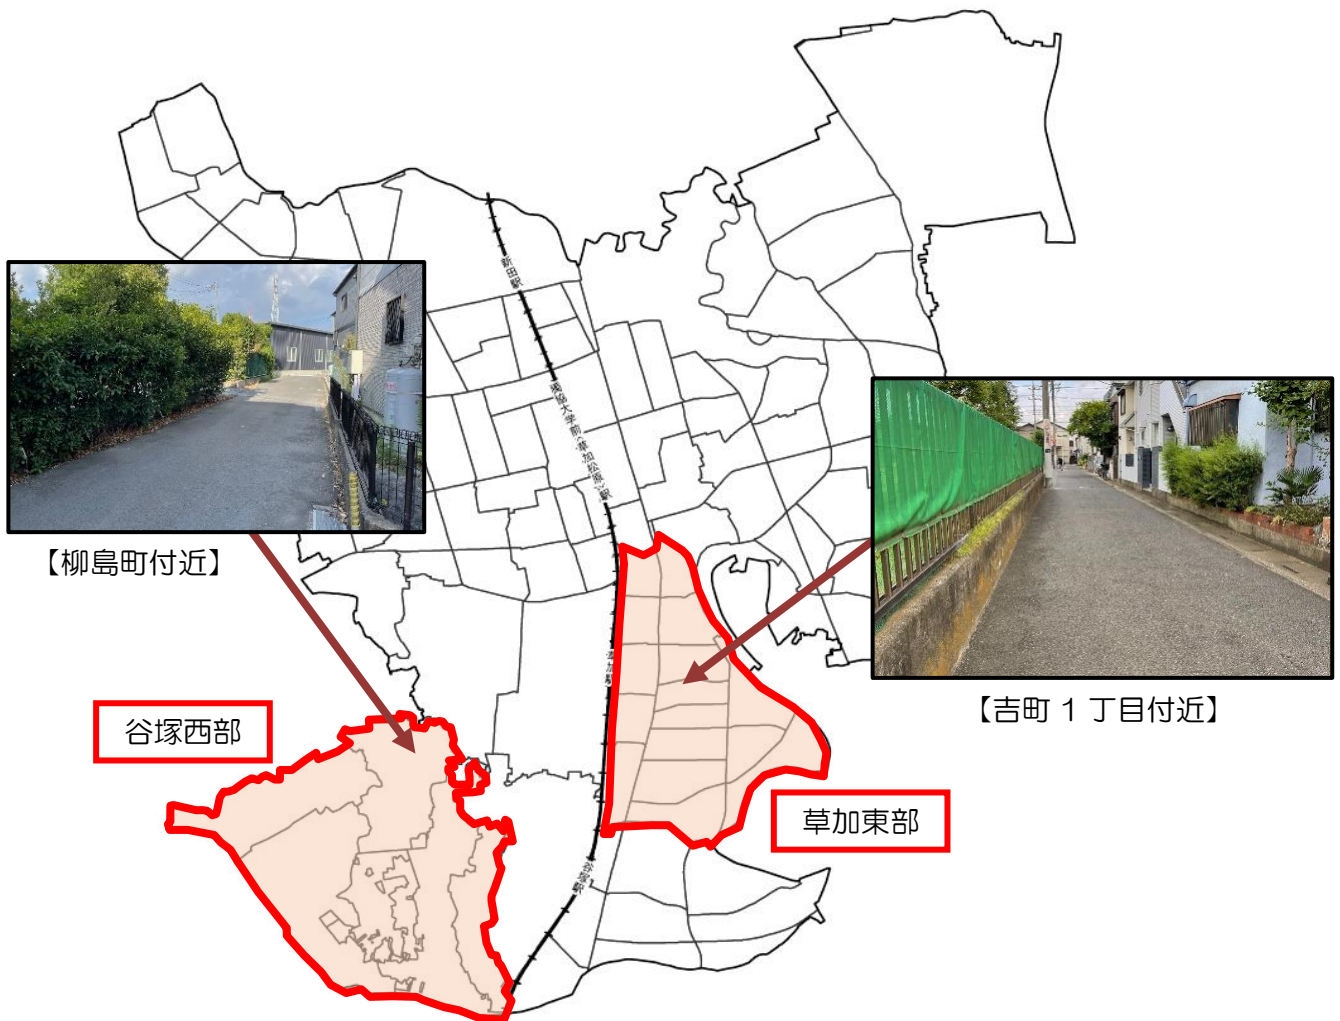 新田駅
獨協大学前〈草加松原〉駅
【柳島町付近】
草加駅
谷塚西部
【吉町 1 丁目付近】
草加東部
谷塚駅